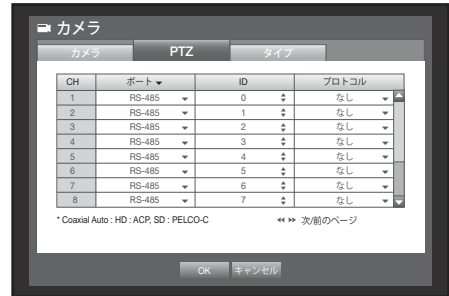 カメラ
カメラ PTZ タイプ
CH ポート ID プロトコル
1 RS-485 0 なし
2 RS-485 1 なし
3 RS-485 2 なし
4 RS-485 3 なし
5 RS-485 4 なし
6 RS-485 5 なし
7 RS-485 6 なし
8 RS-485 7 なし
* Coaxial Auto : HD : ACP, SD : PELCO-C 次/前のページ
OK キャンセル